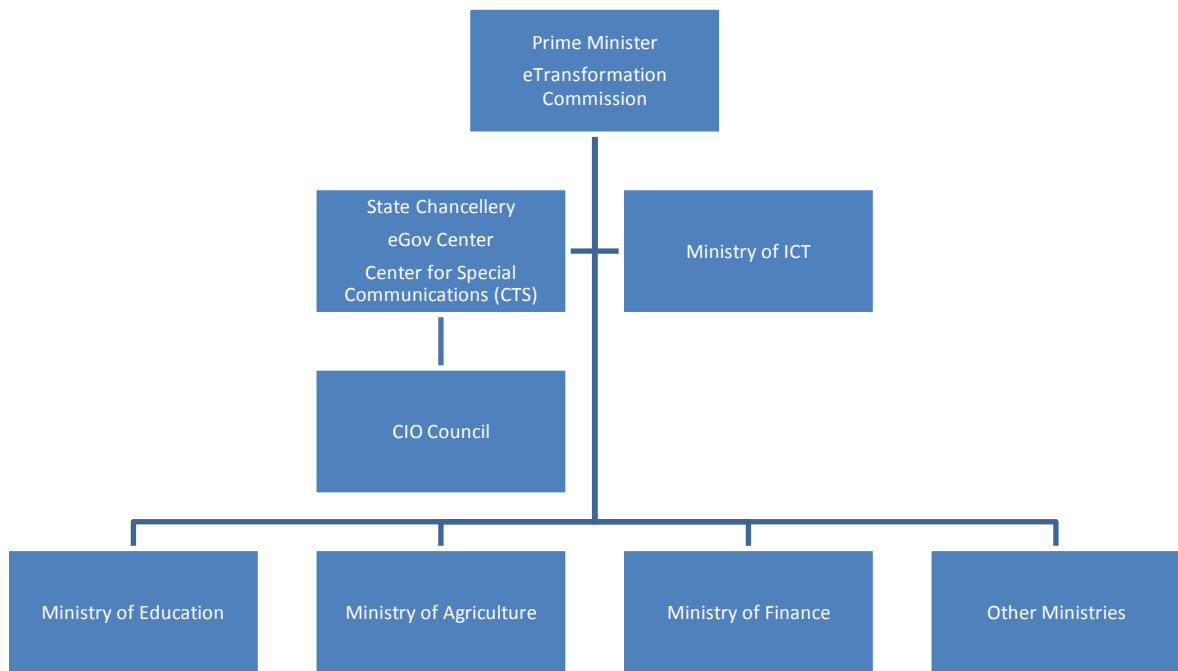 Prime Minister
eTransformation
Commission
State Chancellery
eGov Center
Center for Special
Communications (CTS)
Ministry of ICT
CIO Council
Ministry of Education
Ministry of Agriculture
Ministry of Finance
Other Ministries